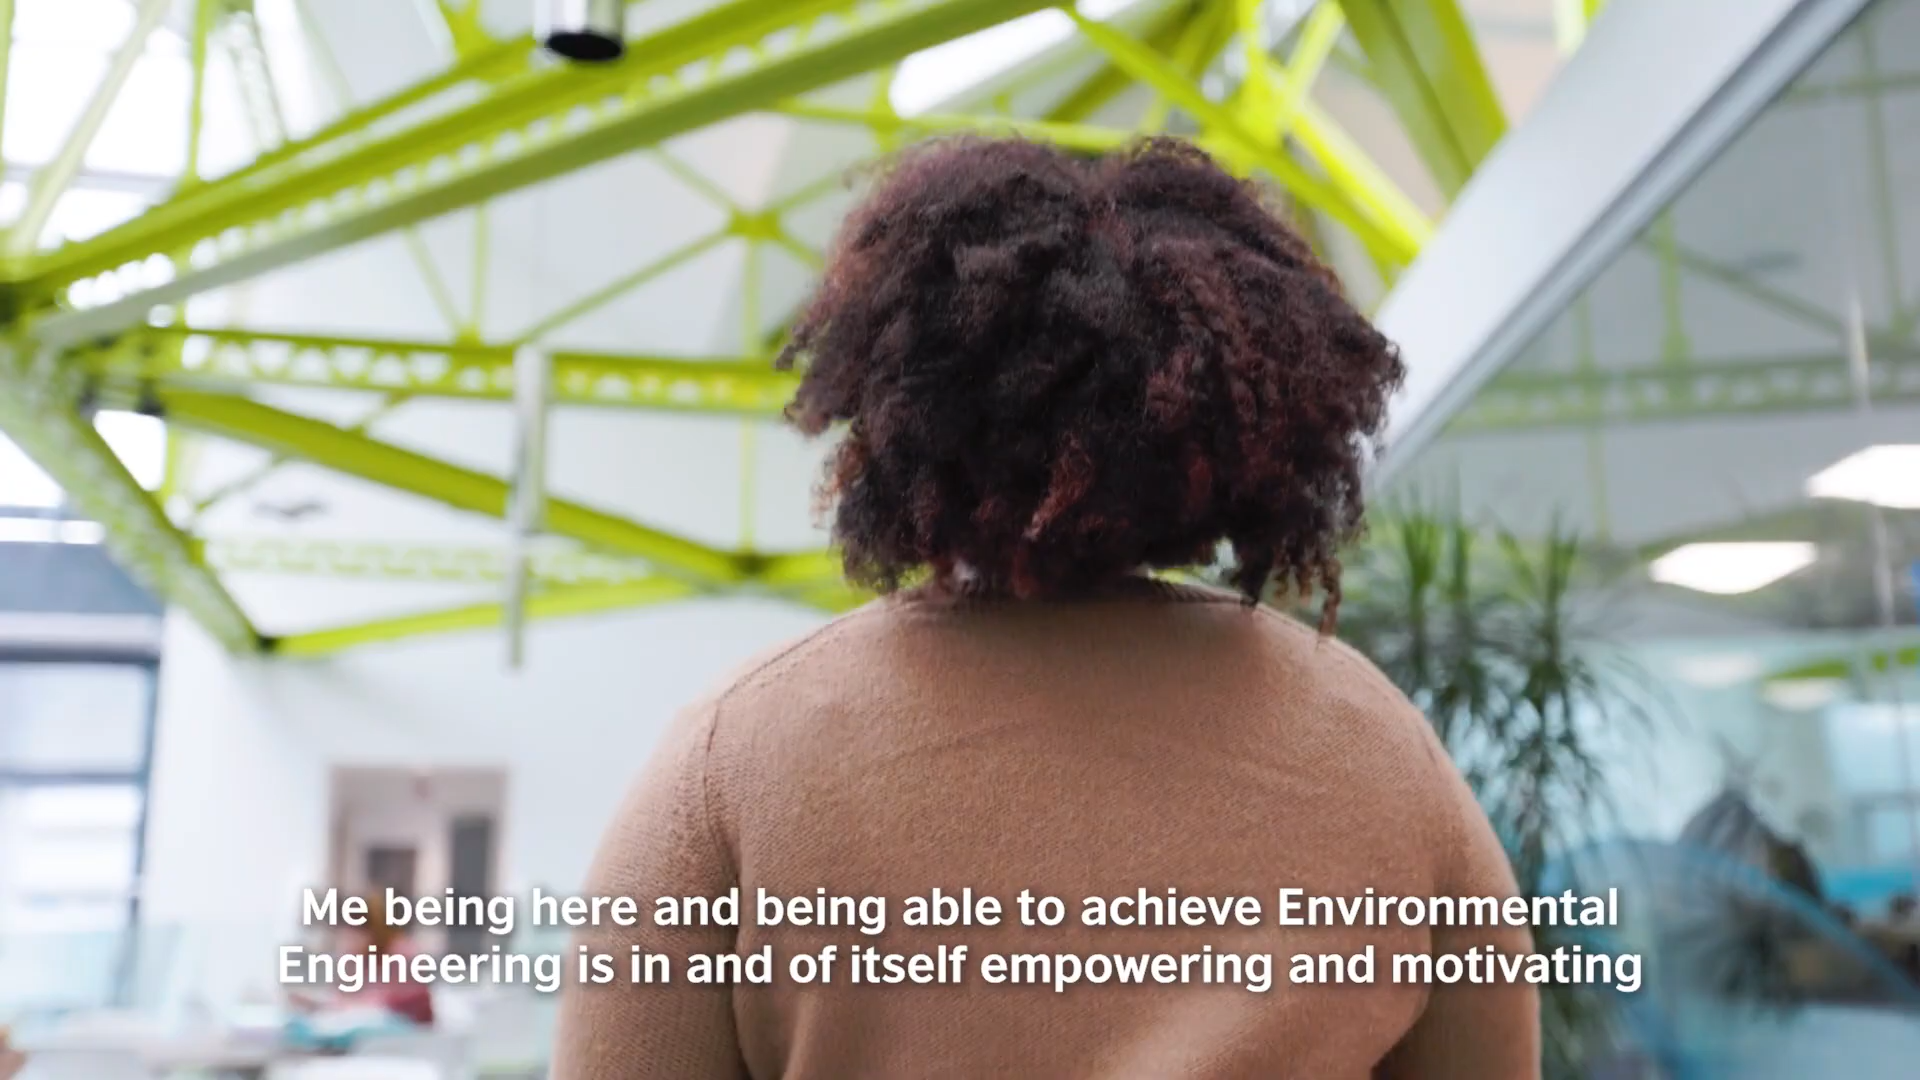 Me being here and being able to achieve Environmental
Engineering is in and of itself empowering and motivating